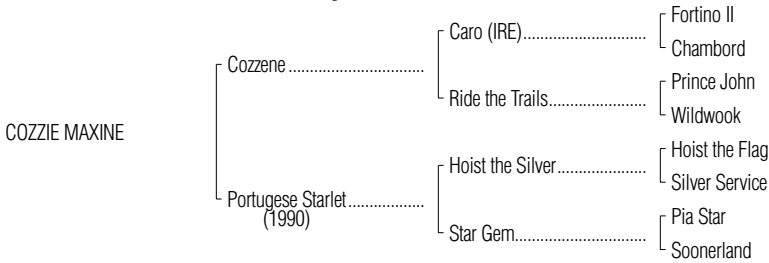 Fortino II
Caro (IRE)..............................
Chambord
Cozzene .................................
Prince John
Ride the Trails........................
Wildwook
COZZIE MAXINE
Hoist the Flag
Hoist the Silver......................
Silver Service
Portugese Starlet...................
(1990)
Pia Star
Star Gem................................
Soonerland